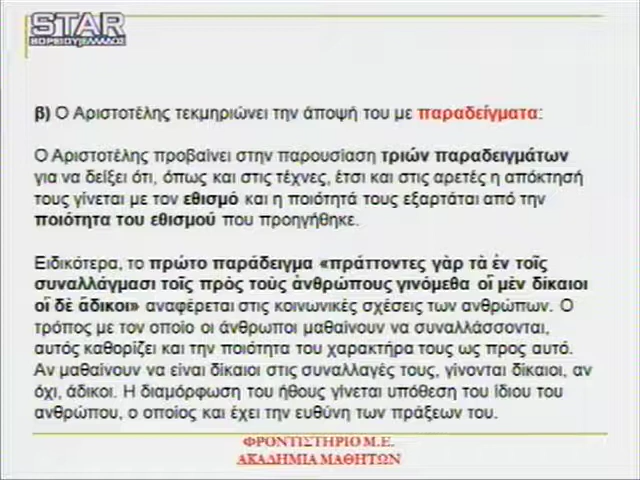 STAR
ΒΟΡΕΙΟΥ ΕΛΛΑΔΟΣ
β) Ο Αριστοτέλης τεκμηριώνει την άποψή του με παραδείγματα:
Ο Αριστοτέλης προβαίνει στην παρουσίαση τριών παραδειγμάτων
για να δείξει ότι, όπως και στις τέχνες, έτσι και στις αρετές η απόκτησή
τους γίνεται με τον εθισμό και η ποιότητά τους εξαρτάται από την
ποιότητα του εθισμού που προηγήθηκε.
Ειδικότερα, το πρώτο παράδειγμα «πράττοντες γὰρ τὰ ἐν τοῖς
συναλλάγμασι τοῖς πρὸς τοὺς ἀνθρώπους γινόμεθα οἳ μὲν δίκαιοι
οἳ δὲ ἄδικοι» αναφέρεται στις κοινωνικές σχέσεις των ανθρώπων. Ο
τρόπος με τον οποίο οι άνθρωποι μαθαίνουν να συναλλάσσονται,
αυτός καθορίζει και την ποιότητα του χαρακτήρα τους ως προς αυτό.
Αν μαθαίνουν να είναι δίκαιοι στις συναλλαγές τους, γίνονται δίκαιοι, αν
όχι, άδικοι. Η διαμόρφωση του ήθους γίνεται υπόθεση του ίδιου του
ανθρώπου, ο οποίος και έχει την ευθύνη των πράξεων του.
ΦΡΟΝΤΙΣΤΗΡΙΟ Μ.Ε.
ΑΚΑΔΗΜΙΑ ΜΑΘΗΤΩΝ